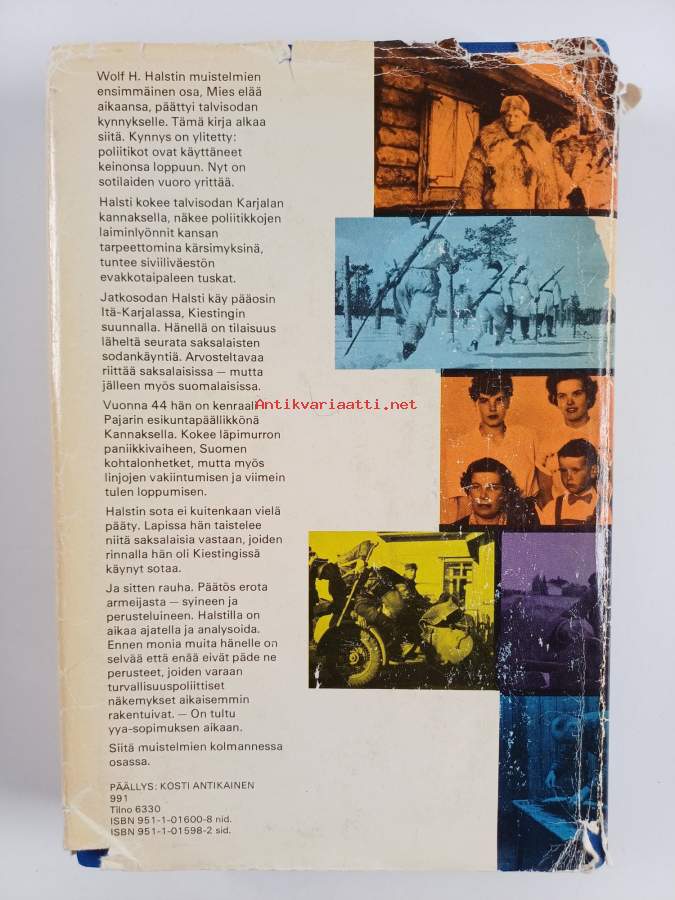 Wolf H. Halstin muistelmien
ensimmäinen osa, Mies elää
aikaansa, päättyi talvisodan
kynnykselle. Tämä kirja alkaa
siitä. Kynnys on ylitetty:
poliitikot ovat käyttäneet
keinonsa loppuun. Nyt on
sotilaiden vuoro yrittää.
Halsti kokee talvisodan Karjalan
kannaksella, näkee poliitikkojen
laiminlyönnit kansan
tarpeettomina kärsimyksinä,
tuntee siviiliväestön
evakkotaipaleen tuskat.
Jatkosodan Halsti käy pääosin
Itä-Karjalassa, Kiestingin
suunnalla. Hänellä on tilaisuus
läheltä seurata saksalaisten
sodankäyntiä. Arvosteltavaa
riittää saksalaisissa — mutta
jälleen myös suomalaisissa.
Vuonna 44 hän on kenraali
Antikvariaatti.net
Pajarin esikuntapäällikkönä
Kannaksella. Kokee läpimurron
paniikkivaiheen, Suomen
kohtalonhetket, mutta myös
linjojen vakiintumisen ja viimein
tulen loppumisen.
Halstin sota ei kuitenkaan vielä
pääty. Lapissa hän taistelee
niitä saksalaisia vastaan, joiden
rinnalla hän oli Kiestingissä
käynyt sotaa.
Ja sitten rauha. Päätös erota
armeijasta — syineen ja
perusteluineen. Halstilla on
aikaa ajatella ja analysoida.
Ennen monia muita hänelle on
selvää että enää eivät päde ne
perusteet, joiden varaan
turvallisuuspoliittiset
näkemykset aikaisemmin
rakentuivat. — On tultu
yya-sopimuksen aikaan.
Siitä muistelmien kolmannessa
osassa.
PÄÄLLYS: KOSTI ANTIKAINEN
991
Tilno 6330
ISBN 951-1-01600-8 nid.
ISBN 951-1-01598-2 sid.